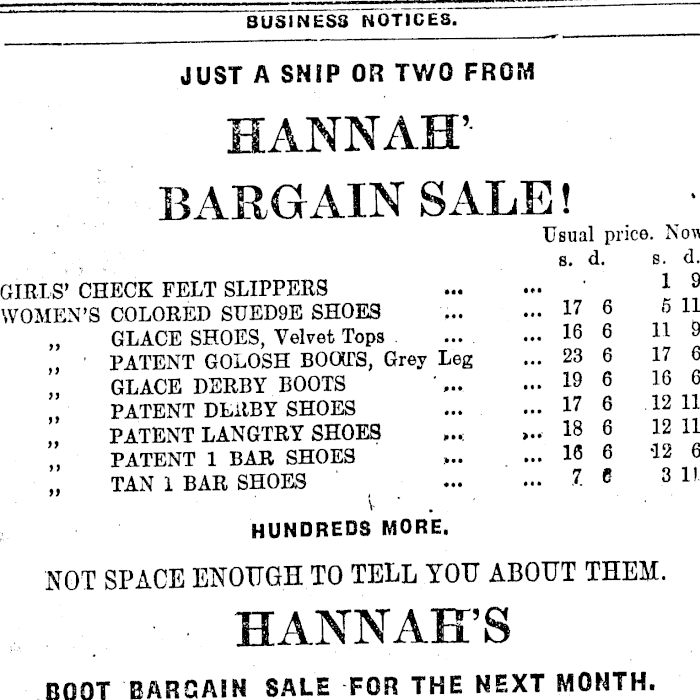 BUSINESS NOTICES.
JUST A SNIP OR TWO FROM
HANNAH'
BARGAIN SALE!
Usual price. Now
s. d. s. d.
GIRLS' CHECK FELT SLIPPERS ... ... 1 9
WOMEN'S COLORED SUED9E SHOES ... ... 17 6 5 11
„ GLACE SHOES, Velvet Tops ... ... 16 6 11 9
„ PATENT GOLOSH BOOTS, Grey Leg ... 23 6 17 6
„ GLACE DERBY BOOTS ... ... 19 6 16 6
„ PATENT DERBY SHOES ... ... 17 6 12 11
„ PATENT LANGTRY SHOES ... ... 18 6 12 11
„ PATENT 1 BAR SHOES ... ... 16 6 12 6
„ TAN 1 BAR SHOES ... ... 7 6 3 11
HUNDREDS MORE.
NOT SPACE ENOUGH TO TELL YOU ABOUT THEM.
HANNAH'S
BOOT BARGAIN SALE FOR THE NEXT MONTH.